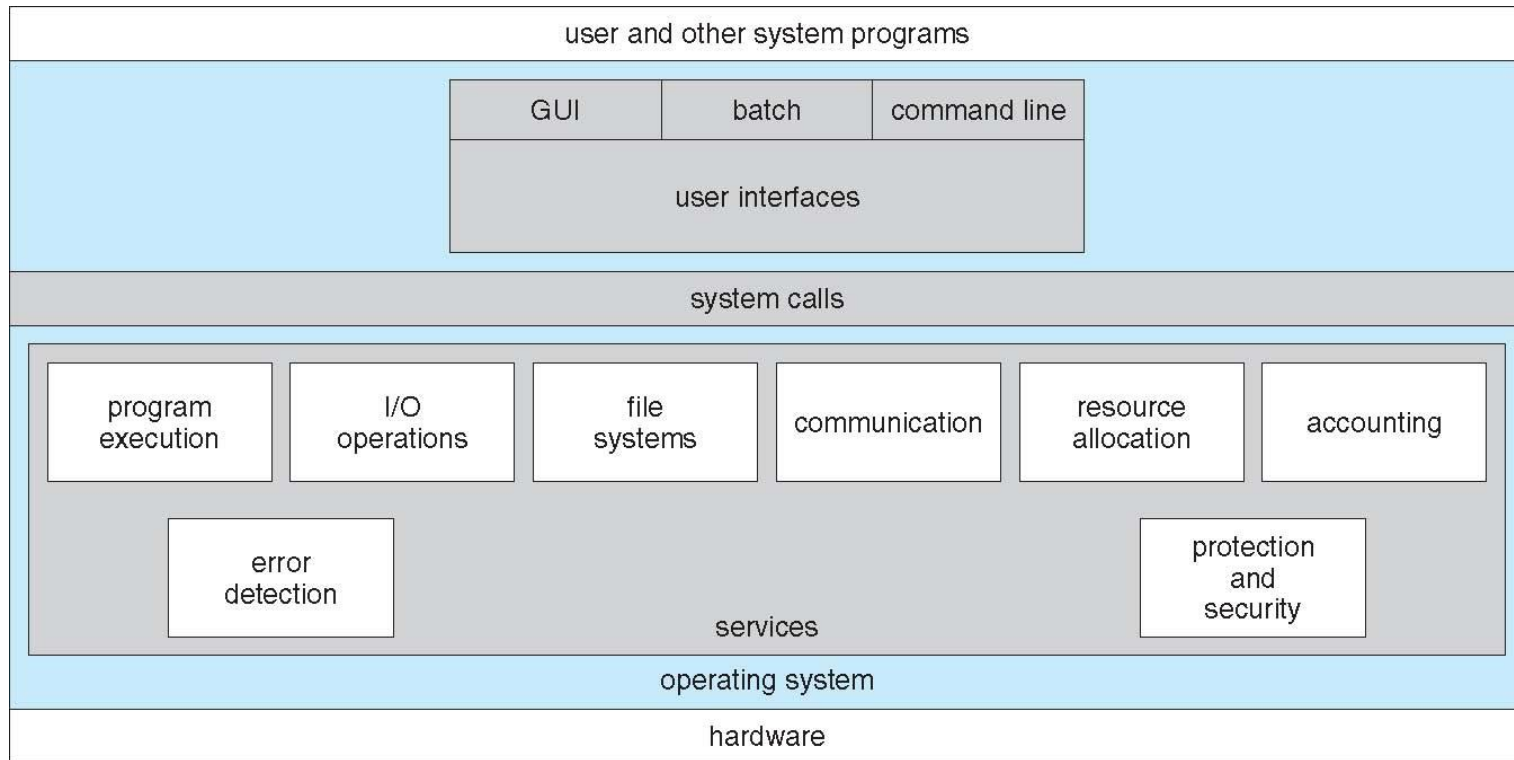 user and other system programs
GUI
batch
command line
user interfaces
system calls
program
execution
I/O
operations
file
systems
communication
resource
allocation
accounting
error
detection
protection
and
security
services
operating system
hardware